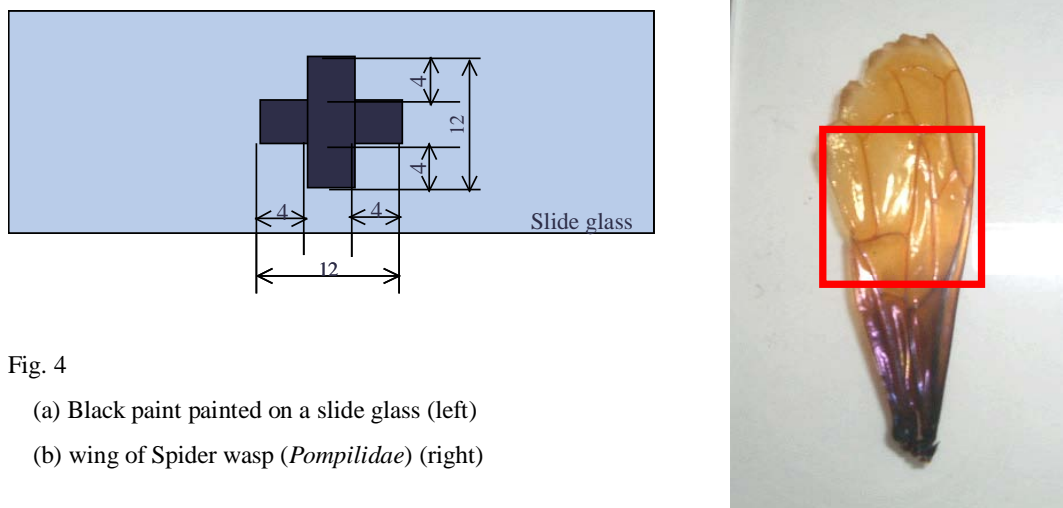 4
12
4
4
4
Slide glass
12
Fig. 4
(a) Black paint painted on a slide glass (left)
(b) wing of Spider wasp (Pompilidae) (right)